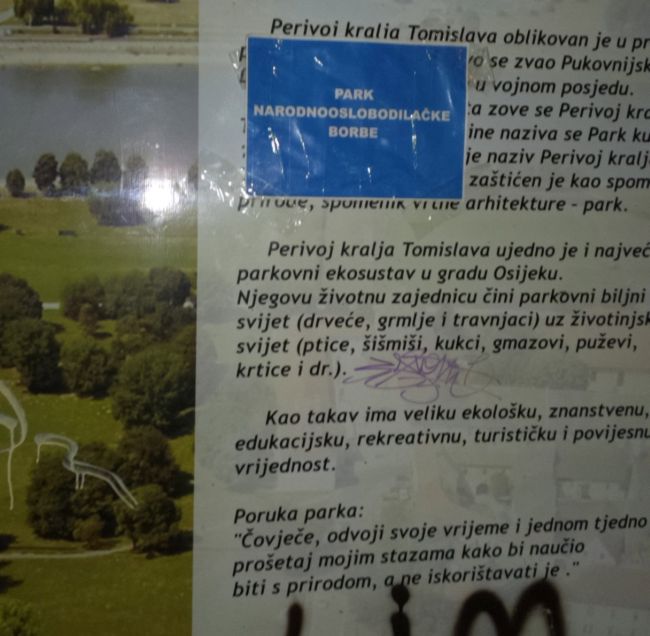 Perivoj kralja Tomislava oblikovan je u
se zvao Pukovnijsk
u vojnom posjedu.
PARK
NARODNOOSLOBODILAČKE
BORBE
zove se Perivoj kra
naziva se Park
naziv Perivoj kralj
zaštićen je kao spom
prirode, spomenik vrtne arhitekture - park.
Perivoj kralja Tomislava ujedno je i najveć
parkovni ekosustav u gradu Osijeku.
Njegovu životnu zajednicu čini parkovni biljni
svijet (drveće, grmlje i travnjaci) uz životinjsk
svijet (ptice, šišmiši, kukci, gmazovi, puževi,
krtice i dr.).
Kao takav ima veliku ekološku, znanstvenu,
edukacijsku, rekreativnu, turističku i povijesnu
vrijednost.
Poruka parka:
"Čovječe, odvoji svoje vrijeme i jednom tjedno
prošetaj mojim stazama kako bi naučio
biti s prirodom, a ne iskorištavati je ."